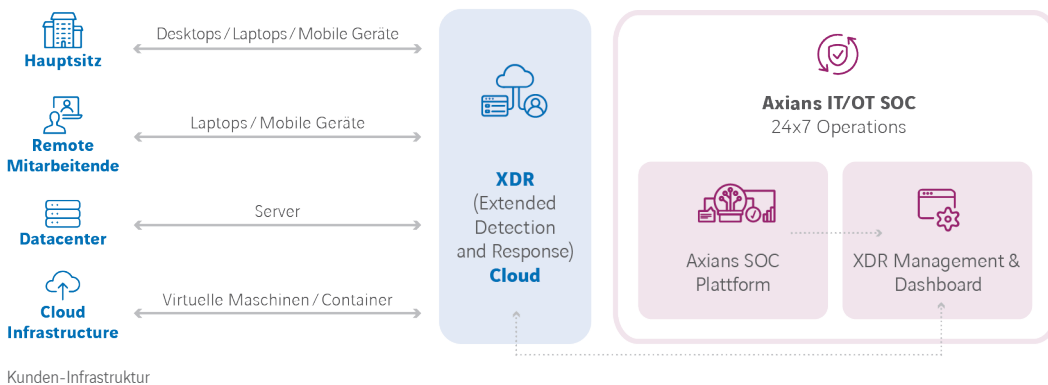 Hauptsitz
Desktops / Laptops / Mobile Geräte
Remote
Mitarbeitende
Laptops / Mobile Geräte
Datacenter
Server
Cloud
Infrastructure
Virtuelle Maschinen / Container
Kunden-Infrastruktur
XDR
(Extended
Detection
and Response)
Cloud
Axians IT/OT SOC
24x7 Operations
Axians SOC
Plattform
XDR Management &
Dashboard